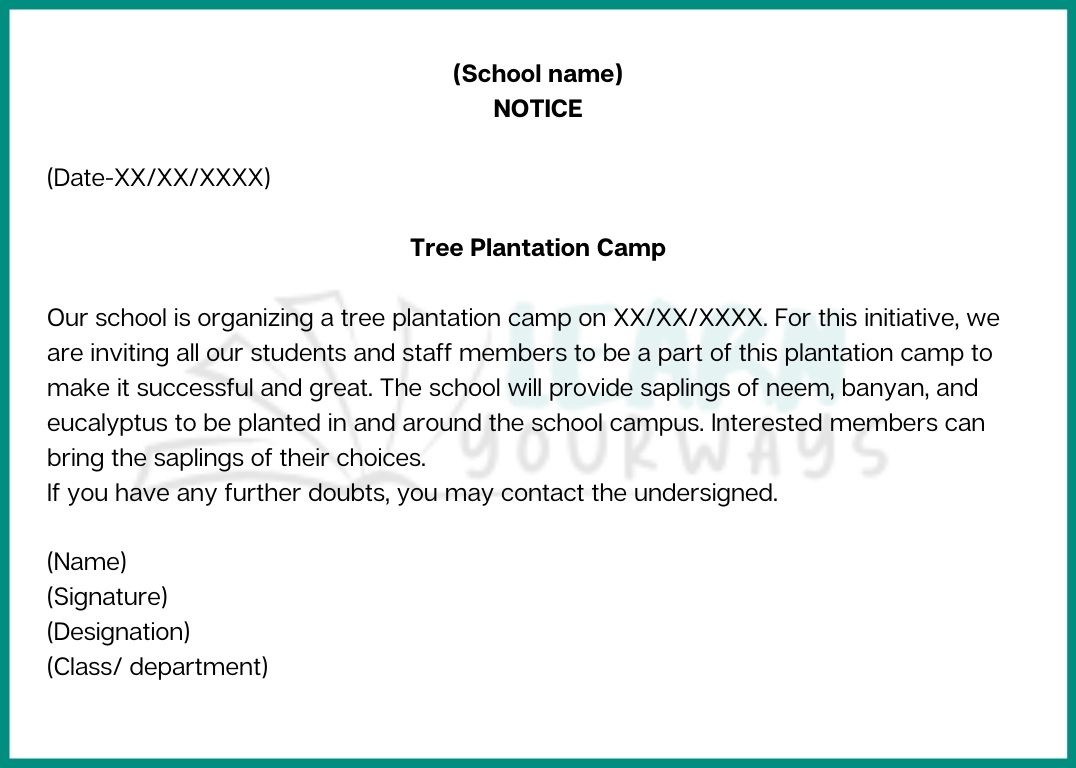 (School name)
NOTICE
(Date-XX/XX/XXXX)
Tree Plantation Camp
Our school is organizing a tree plantation camp on XX/XX/XXXX. For this initiative, we
are inviting all our students and staff members to be a part of this plantation camp to
make it successful and great. The school will provide saplings of neem, banyan, and
eucalyptus to be planted in and around the school campus. Interested members can
bring the saplings of their choices.
If you have any further doubts, you may contact the undersigned.
(Name)
(Signature)
(Designation)
(Class/ department)
LEARN
YOURWAYS